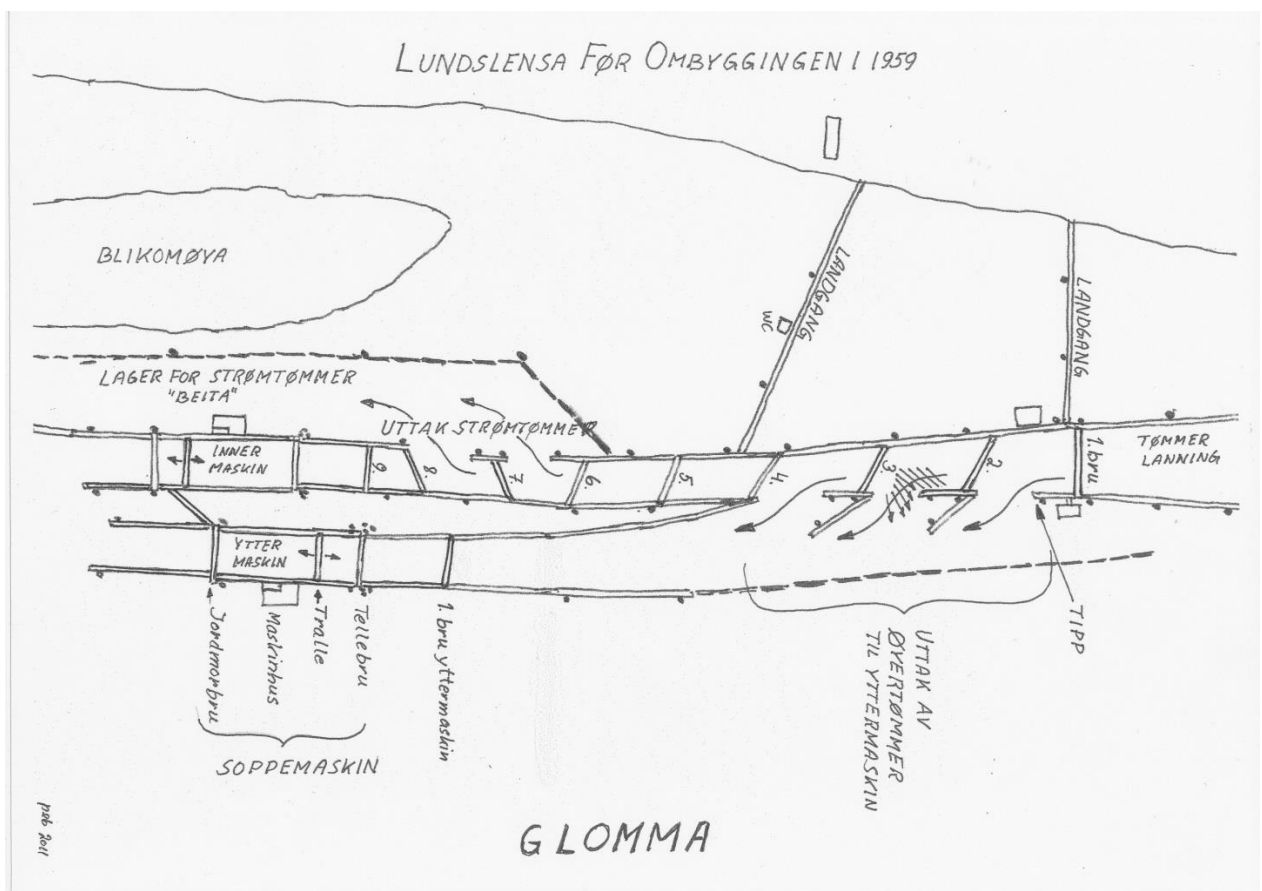 LUNDSLENSA FØR OMBYGGINGEN I 1959
BLIKOMØYA
LANDGANG
WC
LANDGANG
LAGER FOR STRØMTØMMER
"BEITA"
UTTAK STRØMTØMMER
INNER
MASKIN
9.
8.
7.
6.
5.
4.
3.
2.
1. bru
TØMMER
LANNING
YTTER
MASKIN
Jordmorbru
Maskinhus
Tralle
Tellebru
1. bru yttermaskin
SOPPEMASKIN
UTTAK AV
ØVERTØMMER
TIL YTTERMASKIN
TIPP
GLOMMA
peb 2011